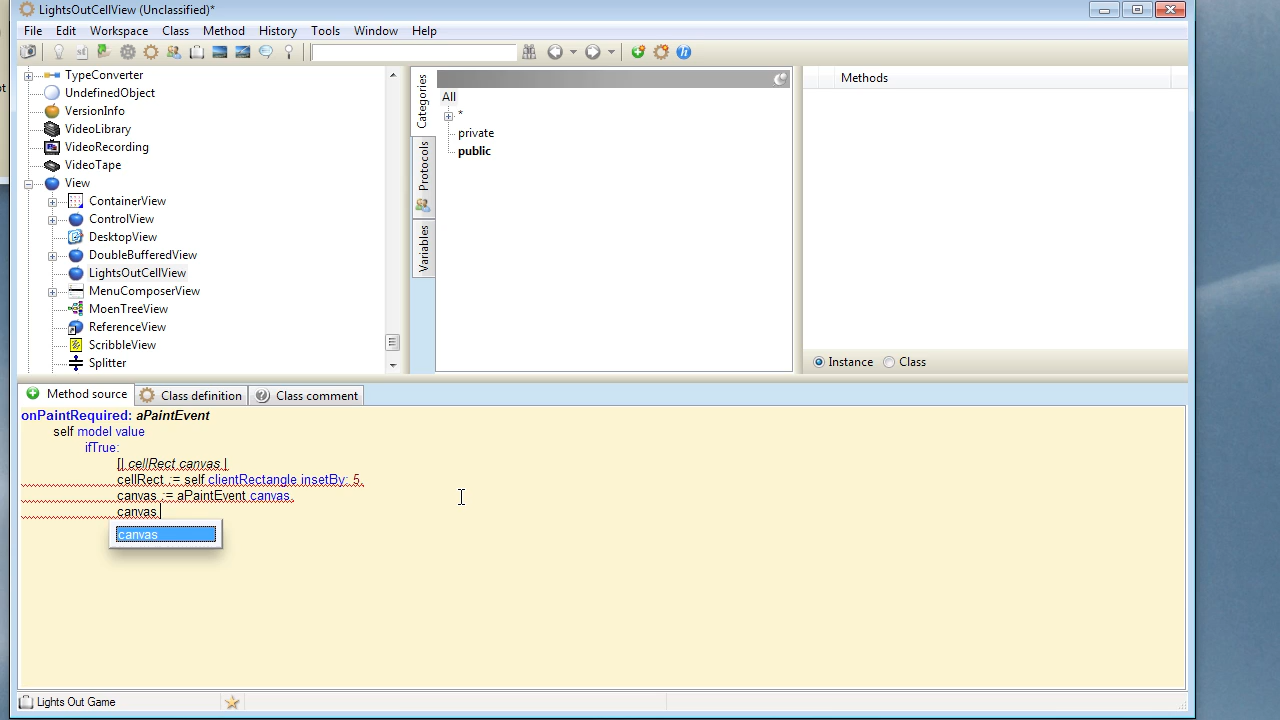 LightsOutCellView (Unclassified)*
File Edit Workspace Class Method History Tools Window Help
TypeConverter
UndefinedObject
VersionInfo
VideoLibrary
VideoRecording
VideoTape
View
ContainerView
ControlView
DesktopView
DoubleBufferedView
LightsOutCellView
MenuComposerView
MoenTreeView
ReferenceView
ScribbleView
Splitter
Categories
Protocols
Variables
All
*
private
public
Methods
Instance Class
Method source Class definition Class comment
onPaintRequired: aPaintEvent
self model value
ifTrue:
[| cellRect canvas |
cellRect := self clientRectangle insetBy: 5.
canvas := aPaintEvent canvas.
canvas
canvas
Lights Out Game